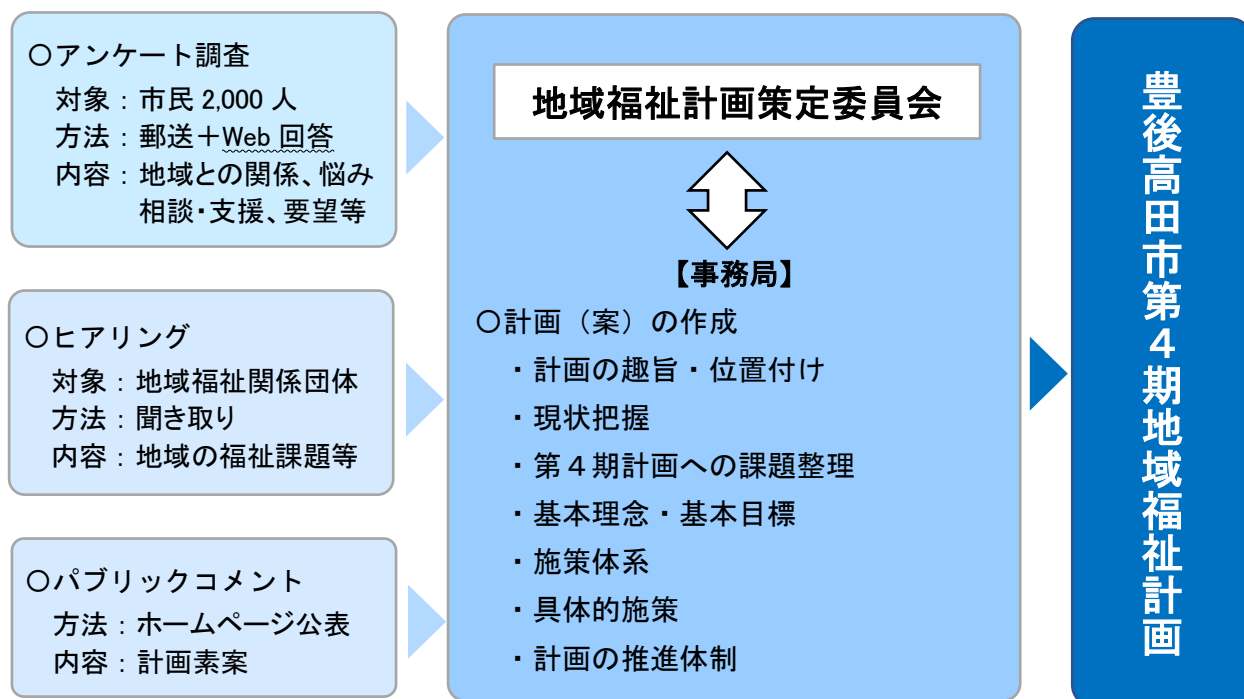 〇アンケート調査
対象：市民 2,000 人
方法：郵送＋Web 回答
内容：地域との関係、悩み
相談・支援、要望等
〇ヒアリング
対象：地域福祉関係団体
方法：聞き取り
内容：地域の福祉課題等
〇パブリックコメント
方法：ホームページ公表
内容：計画素案
地域福祉計画策定委員会
【事務局】
〇計画（案）の作成
・計画の趣旨・位置付け
・現状把握
・第４期計画への課題整理
・基本理念・基本目標
・施策体系
・具体的施策
・計画の推進体制
豊後高田市第４期地域福祉計画